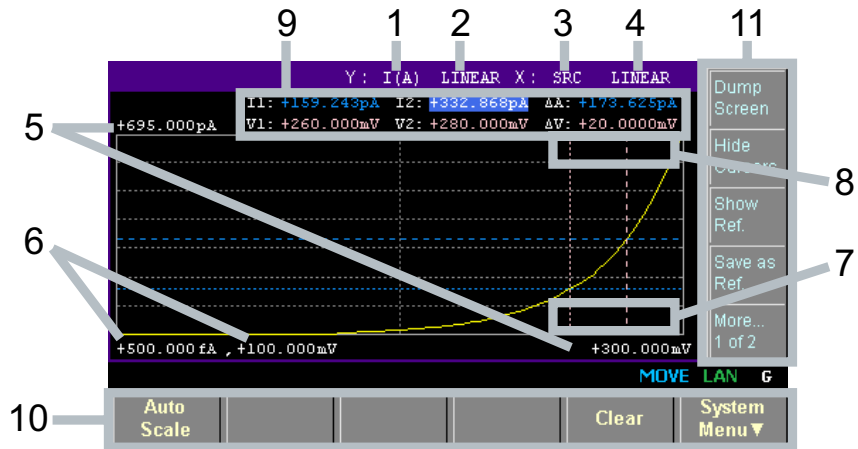 9 1 2 3 4 11
Y: I(A) LINEAR X: SRC LINEAR
I1: +159.243pA I2: +332.868pA ΔA: +173.625pA
V1: +260.000mV V2: +280.000mV ΔV: +20.0000mV
5
+695.000pA
8
6
7
+500.000fA ,+100.000mV
+300.000mV
Dump
Screen
Hide
Cursors
Show
Ref.
Save as
Ref.
More...
1 of 2
MOVE LAN G
10
Auto
Scale
Clear
System
Menu▼